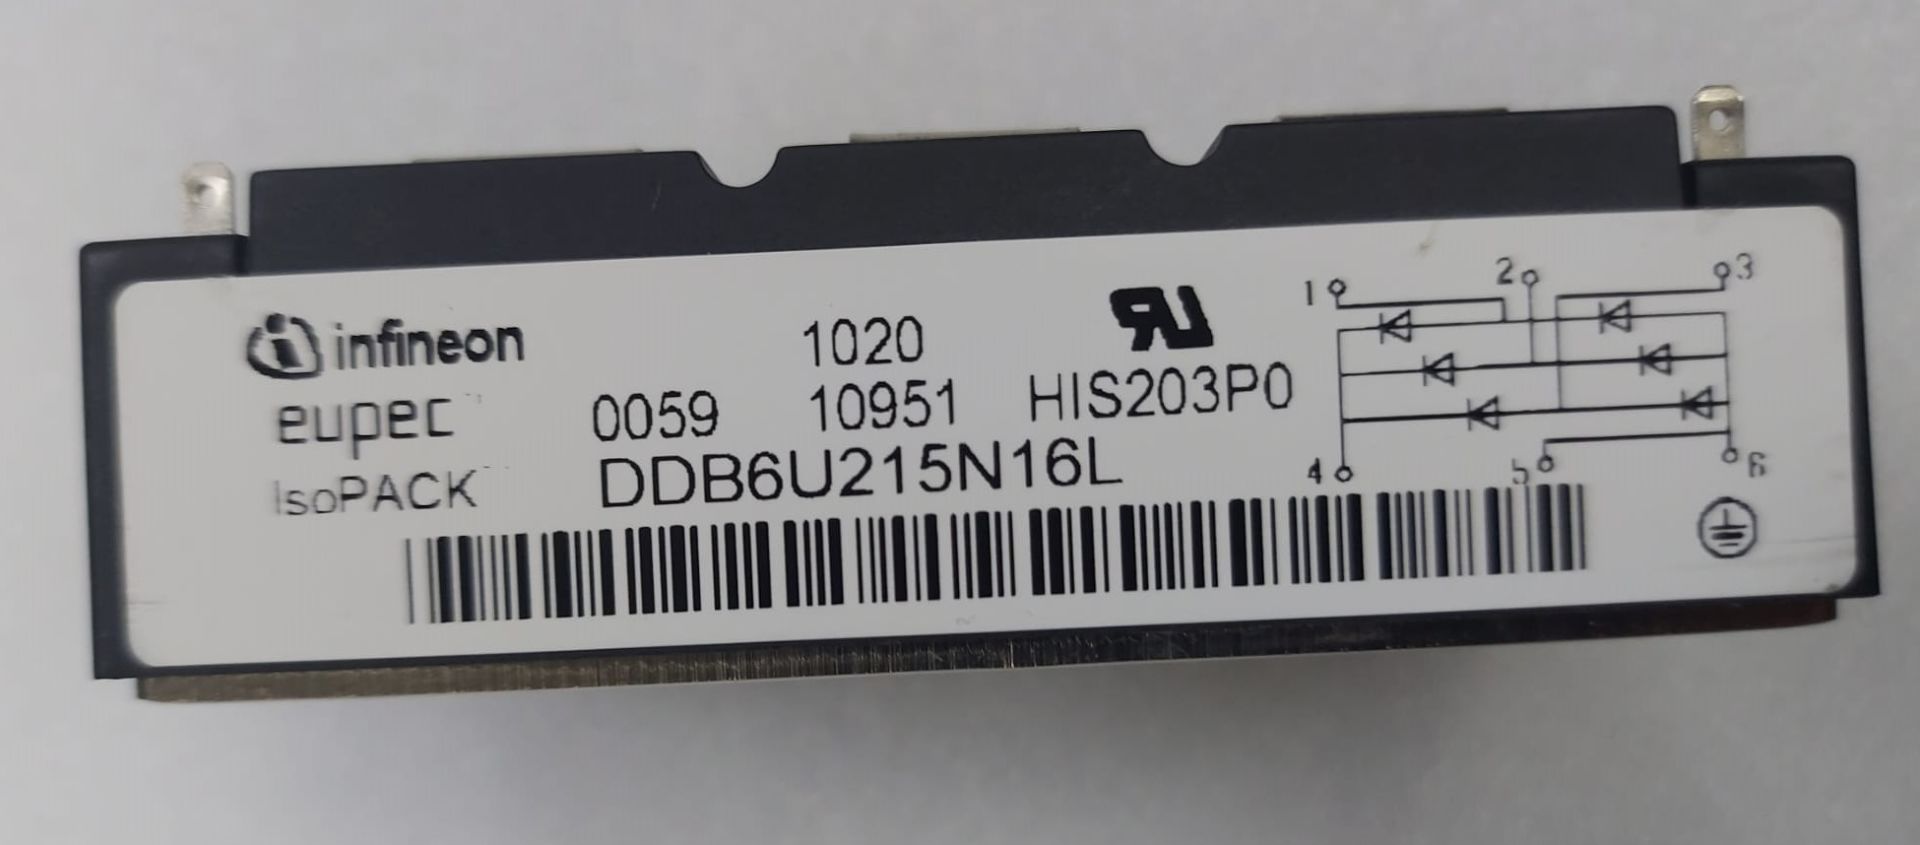 infineon 1020
eupec 0059 10951 HIS203P0
IsoPACK DDB6U215N16L
1 2 3
4 5 6